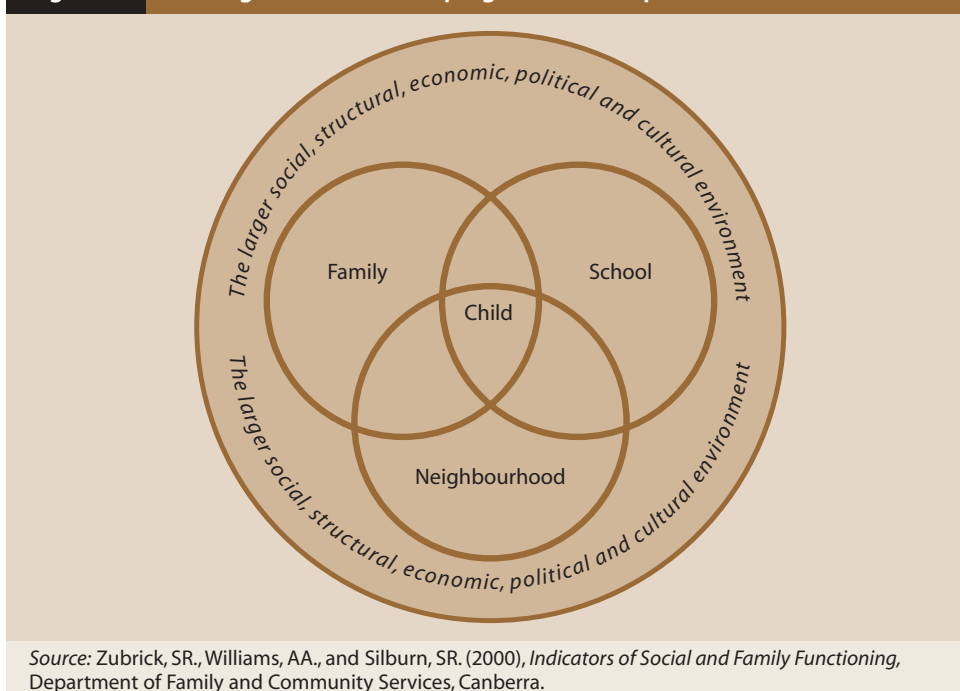 The larger social, structural, economic, political and cultural environment
Family
School
Child
Neighbourhood
The larger social, structural, economic, political and cultural environment
Source: Zubrick, SR., Williams, AA., and Silburn, SR. (2000), Indicators of Social and Family Functioning,
Department of Family and Community Services, Canberra.